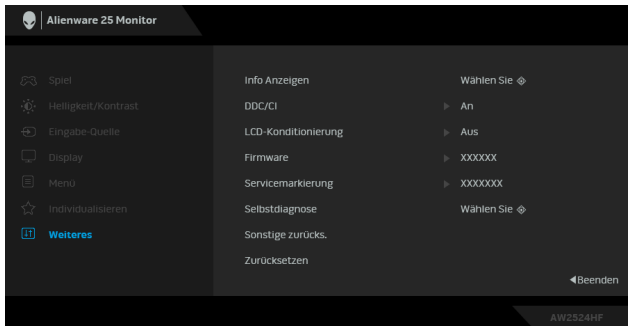 Alienware 25 Monitor
Spiel
Helligkeit/Kontrast
Eingabe-Quelle
Display
Menü
Individualisieren
Weiteres
Info Anzeigen Wählen Sie
DDC/CI An
LCD-Konditionierung Aus
Firmware XXXXXX
Servicemarkierung XXXXXXX
Selbstdiagnose Wählen Sie
Sonstige zurücks.
Zurücksetzen
Beenden
AW2524HF